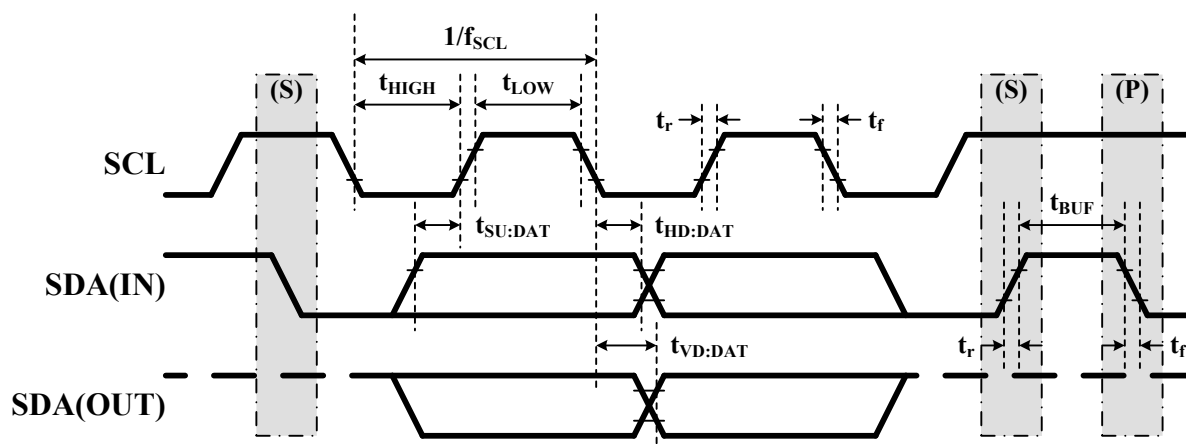 1/fSCL
(S) tHIGH tLOW (S) (P)
tr tf
SCL
tBUF
tSU:DAT tHD:DAT
SDA(IN)
tVD:DAT tr tf
SDA(OUT)